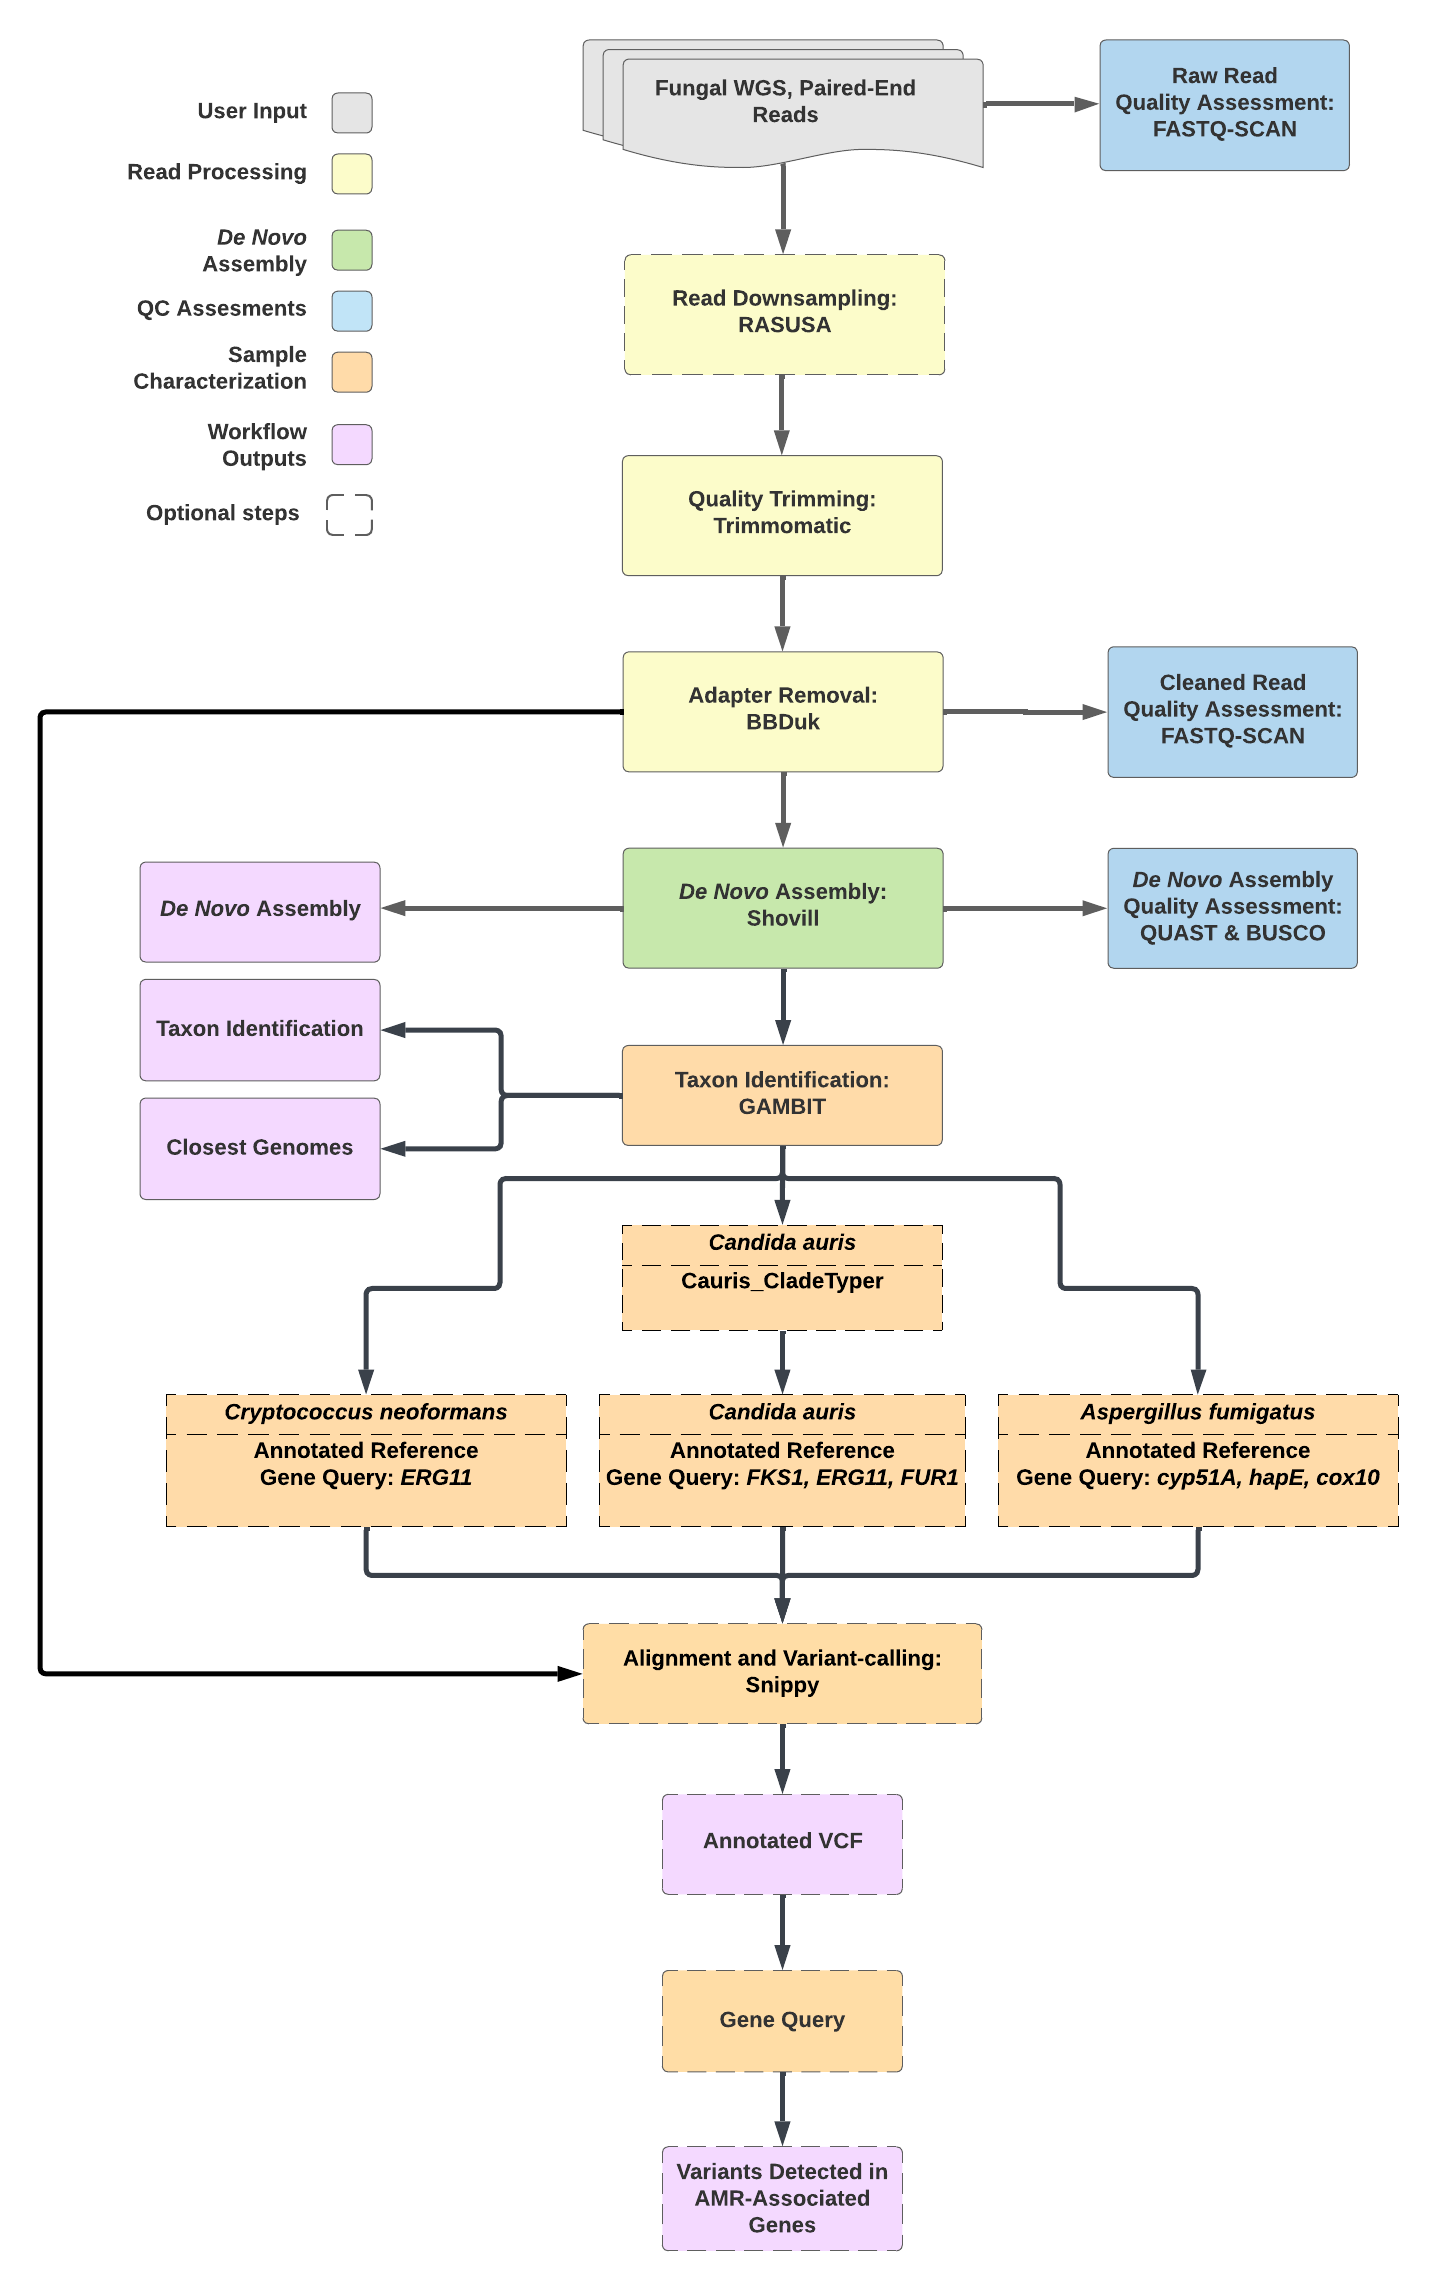 User Input
Read Processing
De Novo
Assembly
QC Assesments
Sample
Characterization
Workflow
Outputs
Optional steps
Fungal WGS, Paired-End
Reads
Raw Read
Quality Assessment:
FASTQ-SCAN
Read Downsampling:
RASUSA
Quality Trimming:
Trimmomatic
Adapter Removal:
BBDuk
Cleaned Read
Quality Assessment:
FASTQ-SCAN
De Novo Assembly
De Novo Assembly:
Shovill
De Novo Assembly
Quality Assessment:
QUAST & BUSCO
Taxon Identification
Closest Genomes
Taxon Identification:
GAMBIT
Candida auris
Cauris_CladeTyper
Cryptococcus neoformans
Annotated Reference
Gene Query: ERG11
Candida auris
Annotated Reference
Gene Query: FKS1, ERG11, FUR1
Aspergillus fumigatus
Annotated Reference
Gene Query: cyp51A, hapE, cox10
Alignment and Variant-calling:
Snippy
Annotated VCF
Gene Query
Variants Detected in
AMR-Associated
Genes